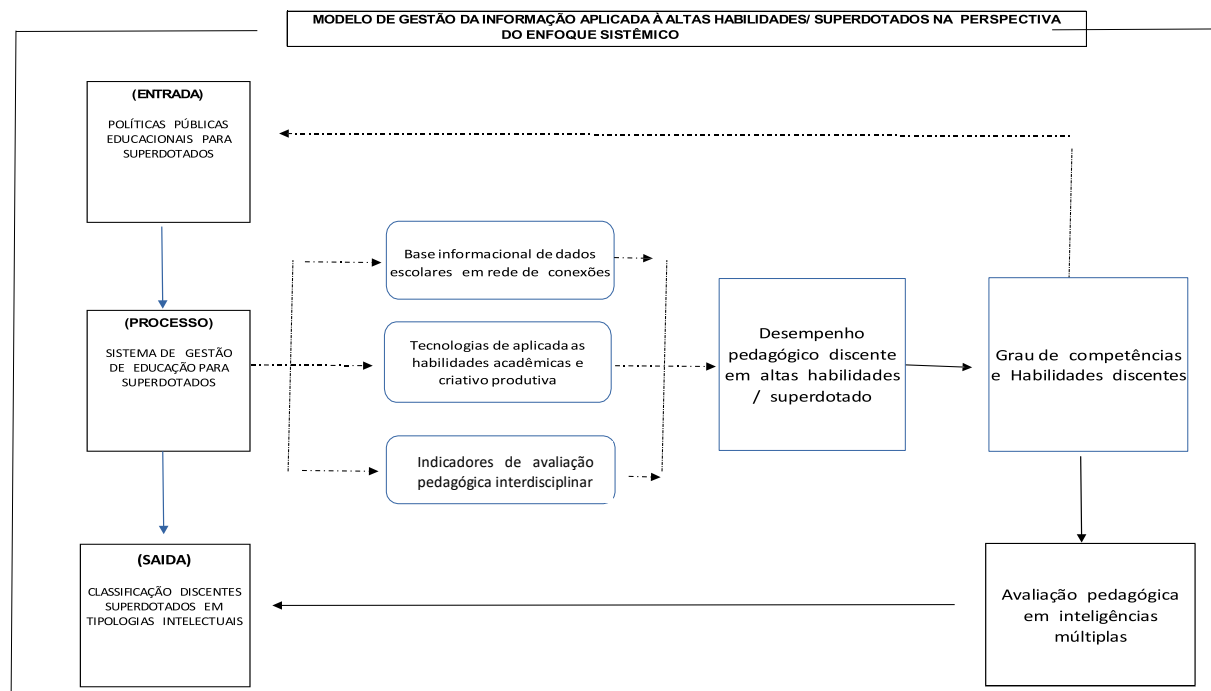 MODELO DE GESTÃO DA INFORMAÇÃO APLICADA À ALTAS HABILIDADES/ SUPERDOTADOS NA PERSPECTIVA
DO ENFOQUE SISTÊMICO
(ENTRADA)
POLÍTICAS PÚBLICAS
EDUCACIONAIS PARA
SUPERDOTADOS
(PROCESSO)
SISTEMA DE GESTÃO
DE EDUCAÇÃO PARA
SUPERDOTADOS
(SAIDA)
CLASSIFICAÇÃO DISCENTES
SUPERDOTADOS EM
TIPOLOGIAS INTELECTUAIS
Base informacional de dados
escolares em rede de conexões
Tecnologias de aplicada as
habilidades acadêmicas e
criativo produtiva
Indicadores de avaliação
pedagógica interdisciplinar
Desempenho
pedagógico discente
em altas habilidades
/ superdotado
Grau de competências
e Habilidades discentes
Avaliação pedagógica
em inteligências
múltiplas